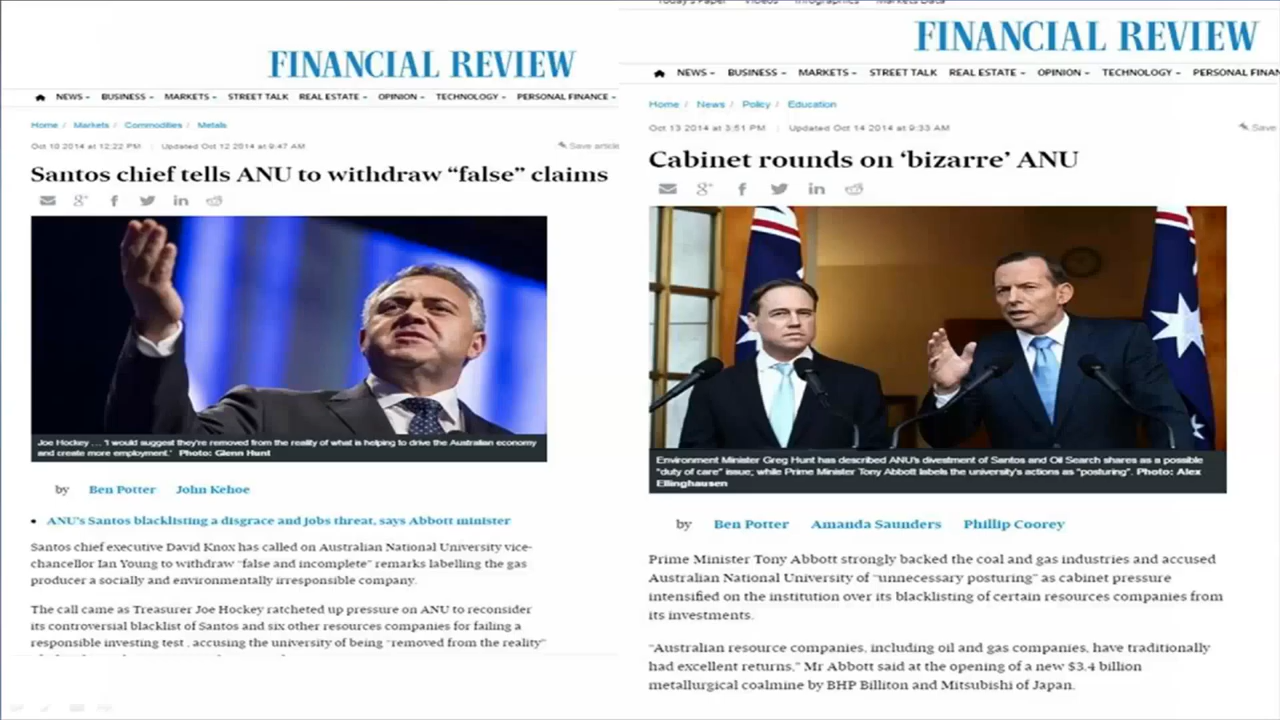 FINANCIAL REVIEW
NEWS BUSINESS MARKETS STREET TALK REAL ESTATE OPINION TECHNOLOGY PERSONAL FINANCE
Home / Markets / Commodities / Metals
Oct 10 2014 at 12:22 PM Updated Oct 12 2014 at 9:47 AM Save article
Santos chief tells ANU to withdraw “false” claims
Joe Hockey ... 'I would suggest they're removed from the reality of what is helping to drive the Australian economy
and create more employment.' Photo: Glenn Hunt
by Ben Potter John Kehoe
• ANU's Santos blacklisting a disgrace and jobs threat, says Abbott minister
Santos chief executive David Knox has called on Australian National University vice-
chancellor Ian Young to withdraw “false and incomplete” remarks labelling the gas
producer a socially and environmentally irresponsible company.
The call came as Treasurer Joe Hockey ratcheted up pressure on ANU to reconsider
its controversial blacklist of Santos and six other resources companies for failing a
responsible investing test , accusing the university of being “removed from the reality”
Today's Paper Videos Infographics Markets Data
FINANCIAL REVIEW
NEWS BUSINESS MARKETS STREET TALK REAL ESTATE OPINION TECHNOLOGY PERSONAL FINAN
Home / News / Policy / Education
Oct 13 2014 at 3:51 PM Updated Oct 14 2014 at 9:33 AM Save
Cabinet rounds on ‘bizarre’ ANU
Environment Minister Greg Hunt has described ANU's divestment of Santos and Oil Search shares as a possible
"duty of care" issue; while Prime Minister Tony Abbott labels the university's actions as "posturing". Photo: Alex
Ellinghausen
by Ben Potter Amanda Saunders Phillip Coorey
Prime Minister Tony Abbott strongly backed the coal and gas industries and accused
Australian National University of “unnecessary posturing” as cabinet pressure
intensified on the institution over its blacklisting of certain resources companies from
its investments.
“Australian resource companies, including oil and gas companies, have traditionally
had excellent returns,” Mr Abbott said at the opening of a new $3.4 billion
metallurgical coalmine by BHP Billiton and Mitsubishi of Japan.